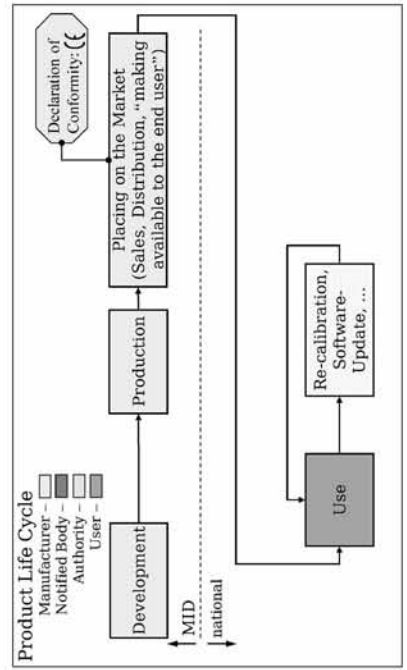 Product Life Cycle
Manufacturer –
Notified Body –
Authority –
User –
Development
Production
Placing on the Market
(Sales, Distribution, “making
available to the end user”)
Declaration of
Conformity: CE
MID
national
Use
Re-calibration,
Software-
Update, ...